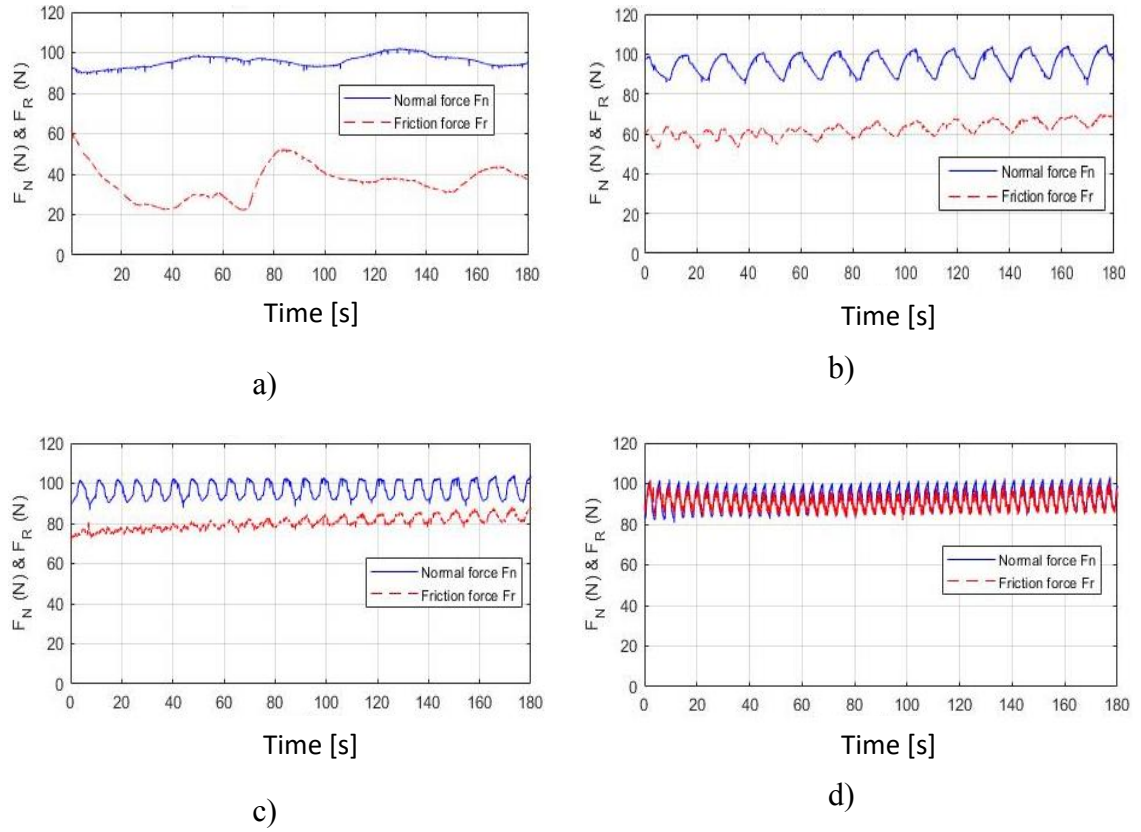 120
100
80
60
40
20
0
F_N (N) & F_R (N)
Normal force Fn
Friction force Fr
20 40 60 80 100 120 140 160 180
Time [s]
a)
120
100
80
60
40
20
0
F_N (N) & F_R (N)
Normal force Fn
Friction force Fr
0 20 40 60 80 100 120 140 160 180
Time [s]
b)
120
100
80
60
40
20
0
F_N (N) & F_R (N)
Normal force Fn
Friction force Fr
0 20 40 60 80 100 120 140 160 180
Time [s]
c)
120
100
80
60
40
20
0
F_N (N) & F_R (N)
Normal force Fn
Friction force Fr
0 20 40 60 80 100 120 140 160 180
Time [s]
d)